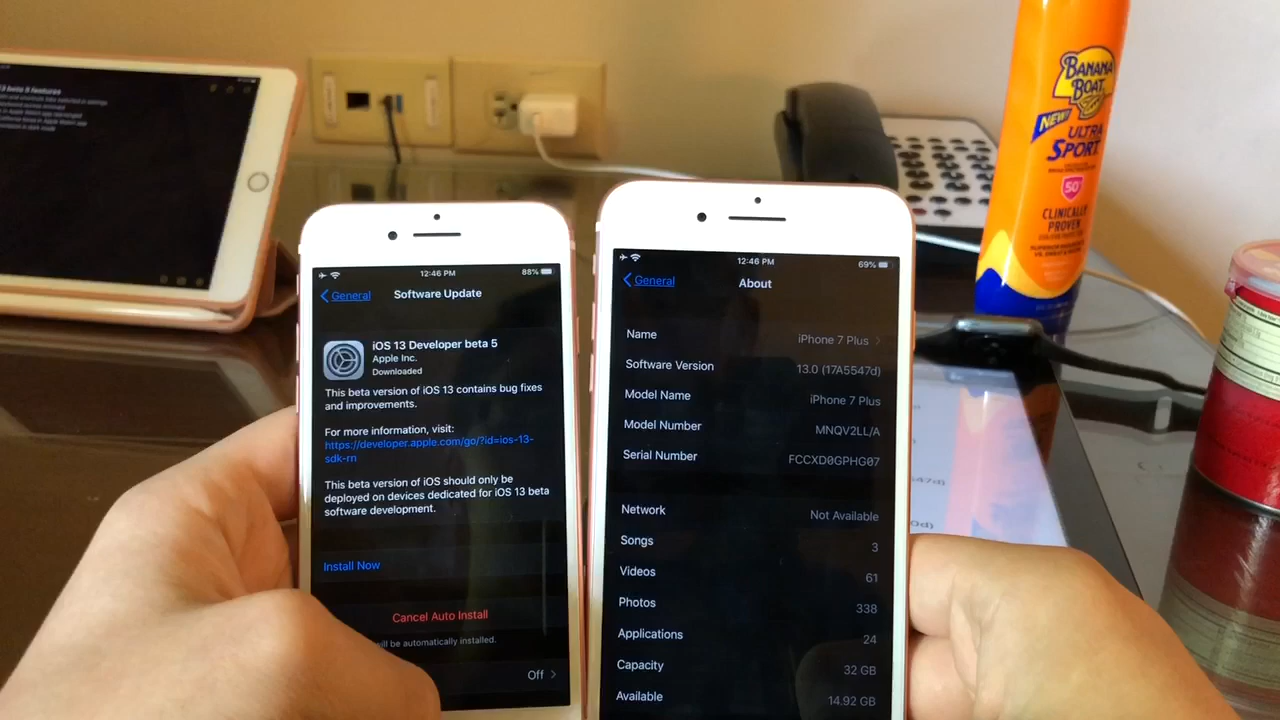 13 beta 5 features
12:46 PM
88%
General
Software Update
iOS 13 Developer beta 5
Apple Inc.
Downloaded
This beta version of iOS 13 contains bug fixes
and improvements.
For more information, visit:
https://developer.apple.com/go/?id=ios-13-
sdk-rn
This beta version of iOS should only be
deployed on devices dedicated for iOS 13 beta
software development.
Install Now
Cancel Auto Install
will be automatically installed.
Off
12:46 PM
69%
General
About
Name
iPhone 7 Plus
Software Version
13.0 (17A5547d)
Model Name
iPhone 7 Plus
Model Number
MNQV2LL/A
Serial Number
FCCXD0GPHG07
Network
Not Available
Songs
3
Videos
61
Photos
338
Applications
24
Capacity
32 GB
Available
14.92 GB
BANANA
BOAT
NEW!
ULTRA
SPORT
50
CLINICALLY
PROVEN